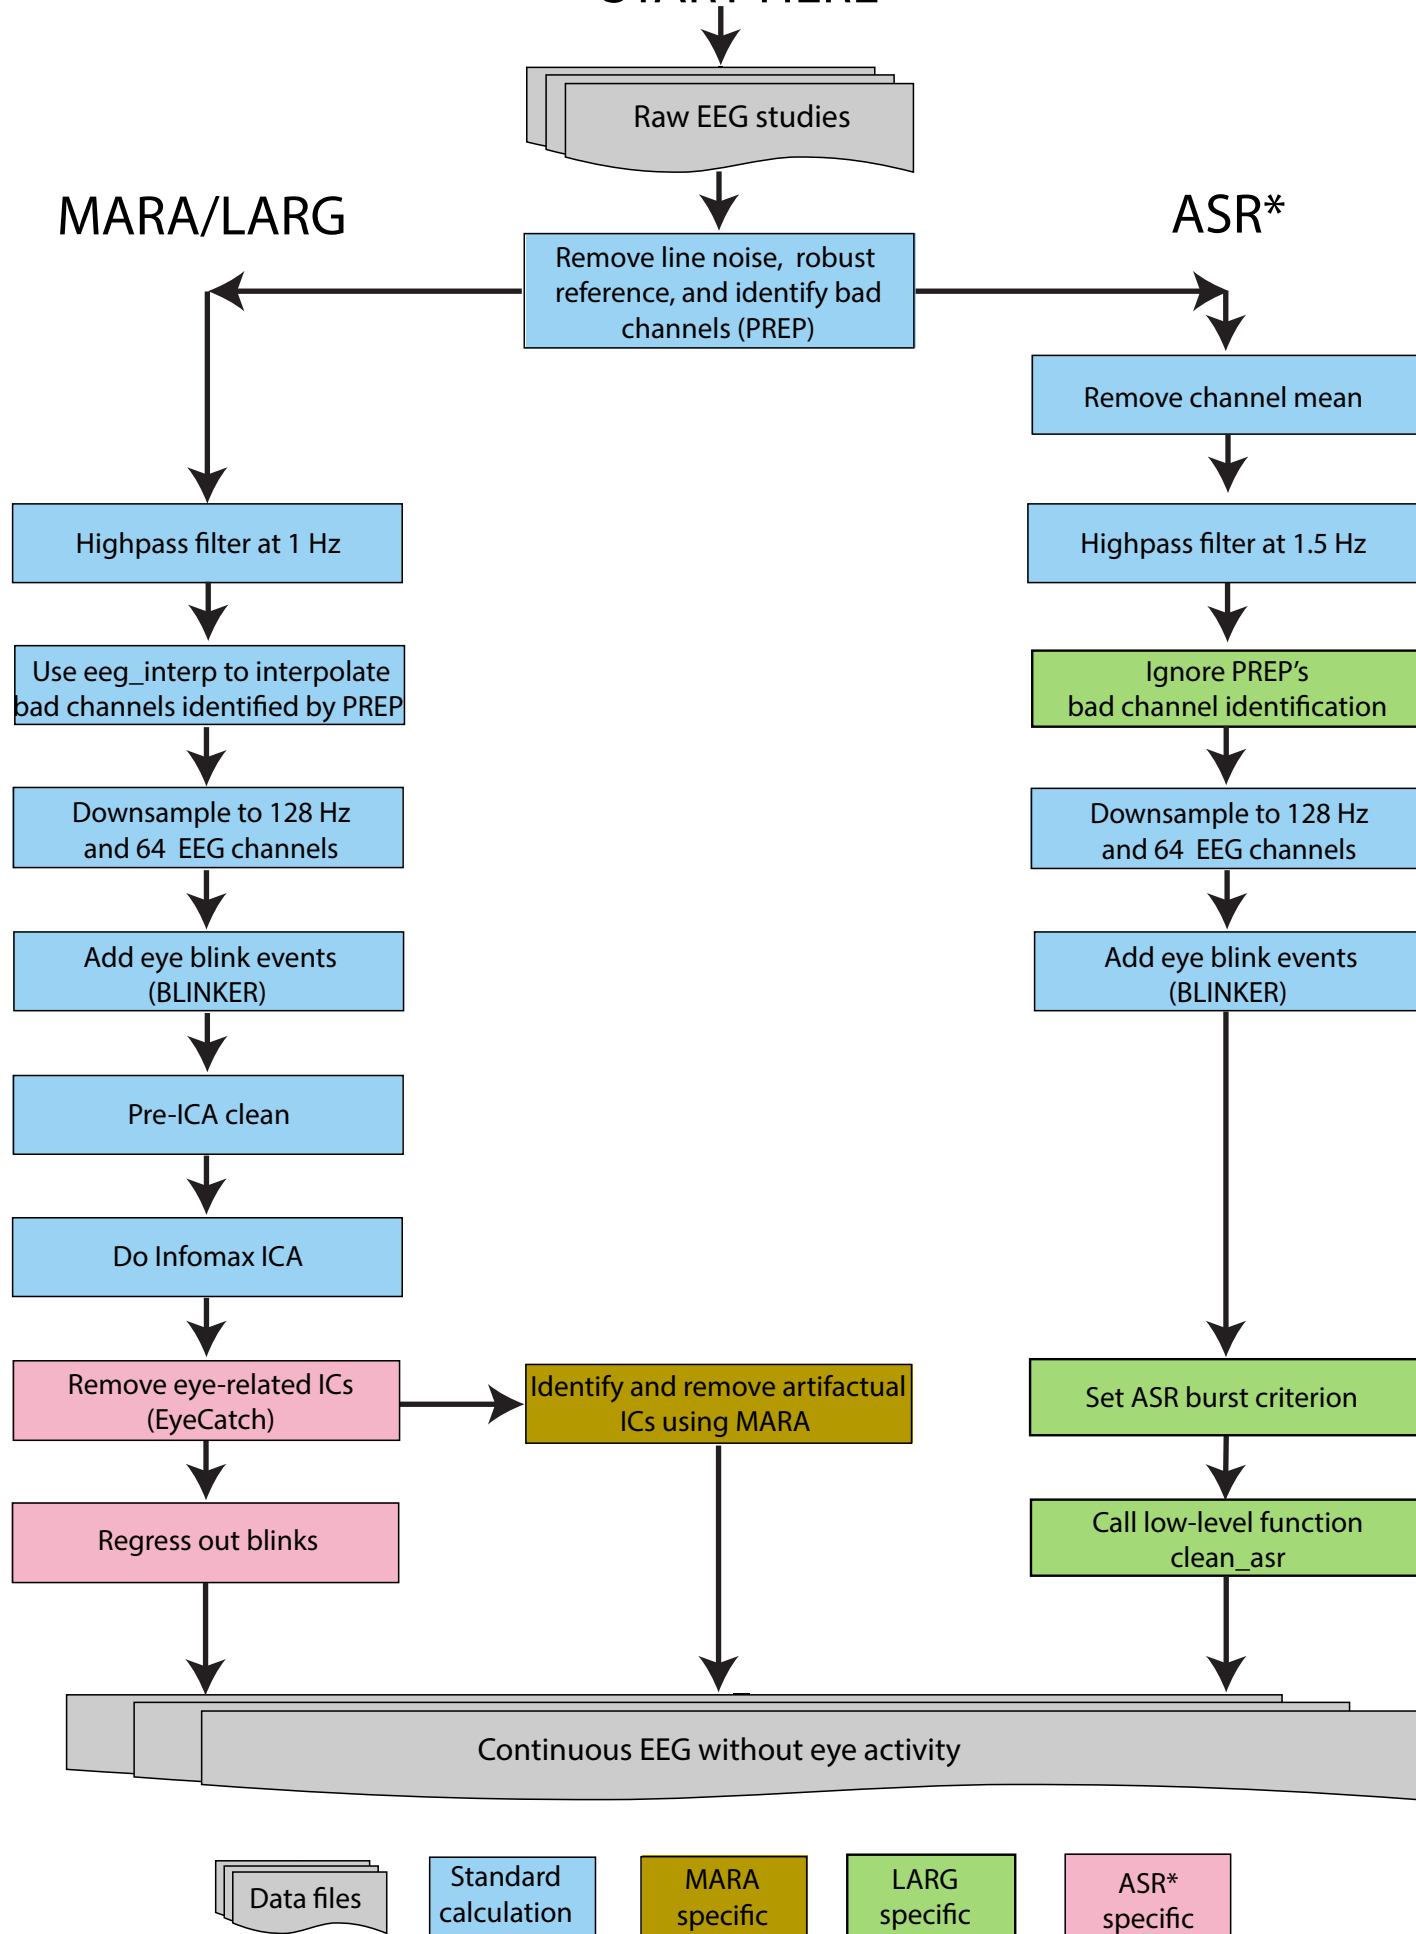 START HERE
Raw EEG studies
MARA/LARG
ASR*
Remove line noise, robust
reference, and identify bad
channels (PREP)
Remove channel mean
Highpass filter at 1 Hz
Highpass filter at 1.5 Hz
Use eeg_interp to interpolate
bad channels identified by PREP
Ignore PREP's
bad channel identification
Downsample to 128 Hz
and 64 EEG channels
Downsample to 128 Hz
and 64 EEG channels
Add eye blink events
(BLINKER)
Add eye blink events
(BLINKER)
Pre-ICA clean
Do Infomax ICA
Remove eye-related ICs
(EyeCatch)
Identify and remove artifactual
ICs using MARA
Set ASR burst criterion
Regress out blinks
Call low-level function
clean_asr
Continuous EEG without eye activity
Data files
Standard
calculation
MARA
specific
LARG
specific
ASR*
specific